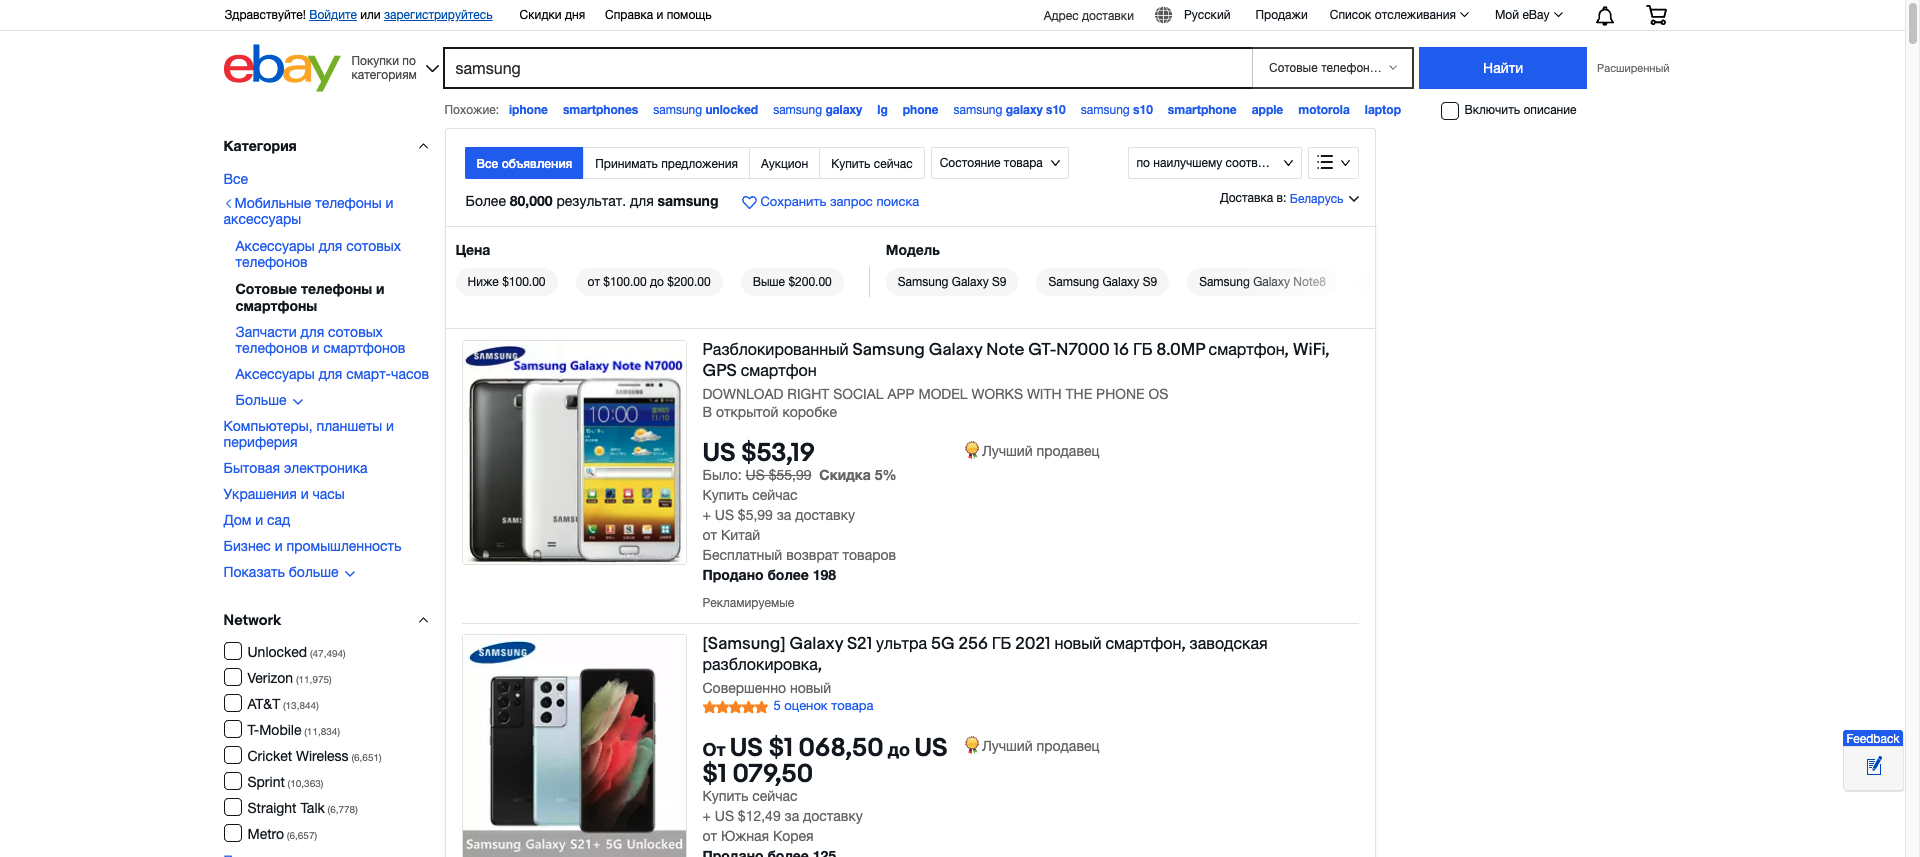 Здравствуйте! Войдите или зарегистрируйтесь
Скидки дня
Справка и помощь
Адрес доставки
Русский
Продажи
Список отслеживания
Мой eBay
ebay
Покупки по
категориям
samsung
Сотовые телефон...
Найти
Расширенный
Похожие: iphone smartphones samsung unlocked samsung galaxy lg phone samsung galaxy s10 samsung s10 smartphone apple motorola laptop
Включить описание
Категория
Все
Мобильные телефоны и
аксессуары
Аксессуары для сотовых
телефонов
Сотовые телефоны и
смартфоны
Запчасти для сотовых
телефонов и смартфонов
Аксессуары для смарт-часов
Больше
Компьютеры, планшеты и
периферия
Бытовая электроника
Украшения и часы
Дом и сад
Бизнес и промышленность
Показать больше
Network
Unlocked (47,494)
Verizon (11,975)
AT&T (13,844)
T-Mobile (11,834)
Cricket Wireless (6,651)
Sprint (10,363)
Straight Talk (6,778)
Metro (6,657)
Все объявления
Принимать предложения
Аукцион
Купить сейчас
Состояние товара
по наилучшему соотв...
Более 80,000 результат. для samsung
Сохранить запрос поиска
Доставка в: Беларусь
Цена
Ниже $100.00
от $100.00 до $200.00
Выше $200.00
Модель
Samsung Galaxy S9
Samsung Galaxy S9
Samsung Galaxy Note8
SAMSUNG
Samsung Galaxy Note N7000
SAMSUNG
10:00
SAM
SAMS
Разблокированный Samsung Galaxy Note GT-N7000 16 ГБ 8.0MP смартфон, WiFi,
GPS смартфон
DOWNLOAD RIGHT SOCIAL APP MODEL WORKS WITH THE PHONE OS
В открытой коробке
US $53,19
Лучший продавец
Было: US $55,99 Скидка 5%
Купить сейчас
+ US $5,99 за доставку
от Китай
Бесплатный возврат товаров
Продано более 198
Рекламируемые
SAMSUNG
Samsung Galaxy S21+ 5G Unlocked
[Samsung] Galaxy S21 ультра 5G 256 ГБ 2021 новый смартфон, заводская
разблокировка,
Совершенно новый
5 оценок товара
От US $1 068,50 до US
$1 079,50
Лучший продавец
Купить сейчас
+ US $12,49 за доставку
от Южная Корея
Продано более 125
Feedback